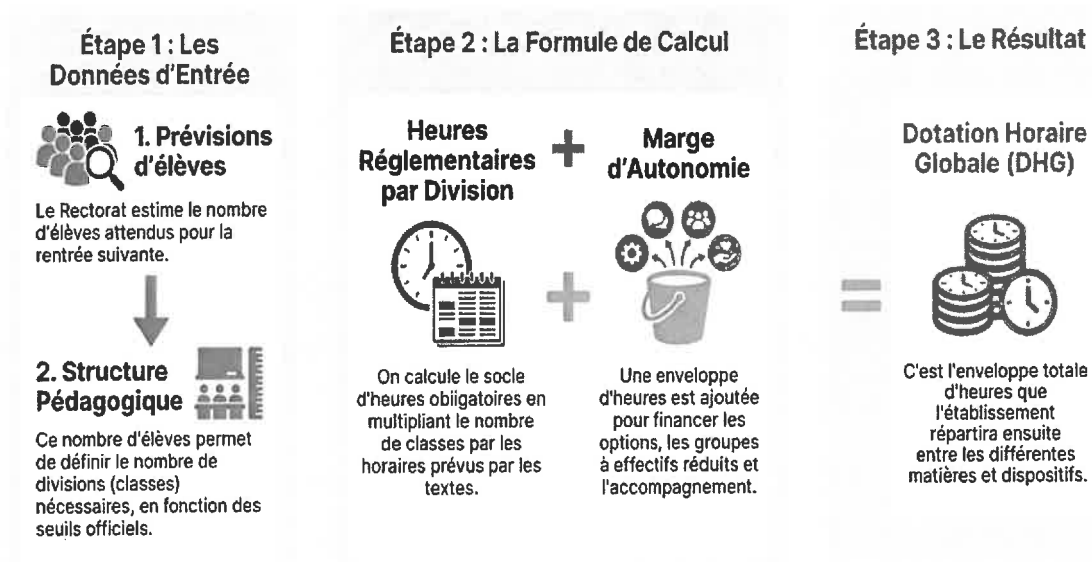 Étape 1 : Les
Données d'Entrée
1. Prévisions
d'élèves
Le Rectorat estime le nombre
d'élèves attendus pour la
rentrée suivante.
2. Structure
Pédagogique
Ce nombre d'élèves permet
de définir le nombre de
divisions (classes)
nécessaires, en fonction des
seuils officiels.
Étape 2 : La Formule de Calcul
Heures
Réglementaires
par Division
+
Marge
d'Autonomie
+
On calcule le socle
d'heures obligatoires en
multipliant le nombre
de classes par les
horaires prévus par les
textes.
Une enveloppe
d'heures est ajoutée
pour financer les
options, les groupes
à effectifs réduits et
l'accompagnement.
=
Étape 3 : Le Résultat
Dotation Horaire
Globale (DHG)
C'est l'enveloppe totale
d'heures que
l'établissement
répartira ensuite
entre les différentes
matières et dispositifs.